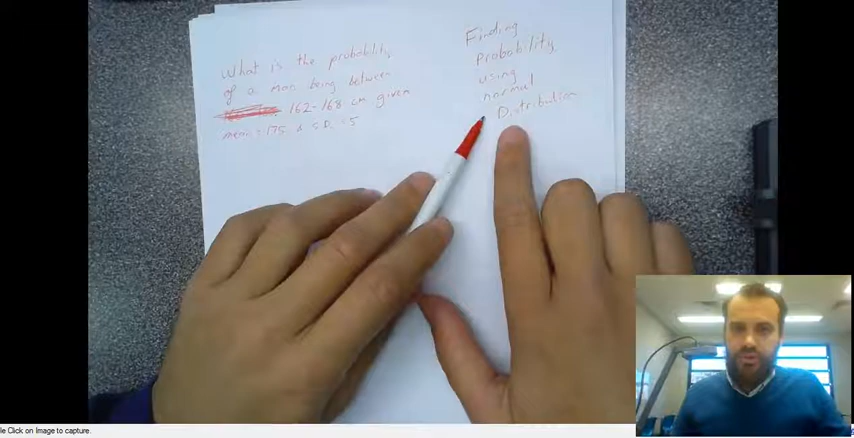 What is the probability
of a man being between
162-168 cm given
mean = 175 & S.D. = 5
Finding
Probability
using
normal
Distribution
le Click on Image to capture.